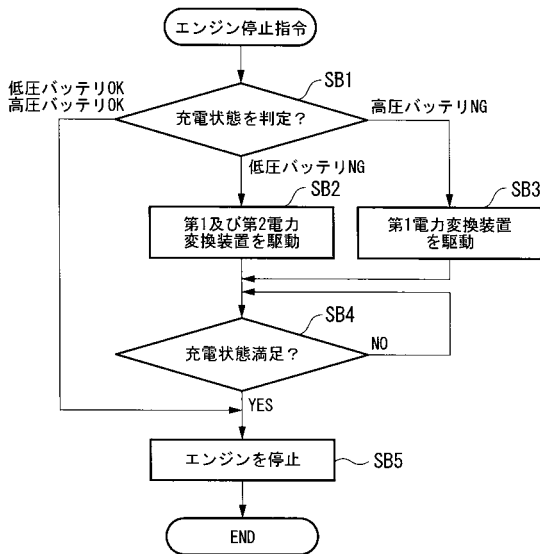 エンジン停止指令
SB1
低圧バッテリOK
高圧バッテリOK
充電状態を判定？
高圧バッテリNG
低圧バッテリNG
SB2
SB3
第1及び第2電力
変換装置を駆動
第1電力変換装置
を駆動
SB4
充電状態満足？
NO
YES
エンジンを停止
SB5
END